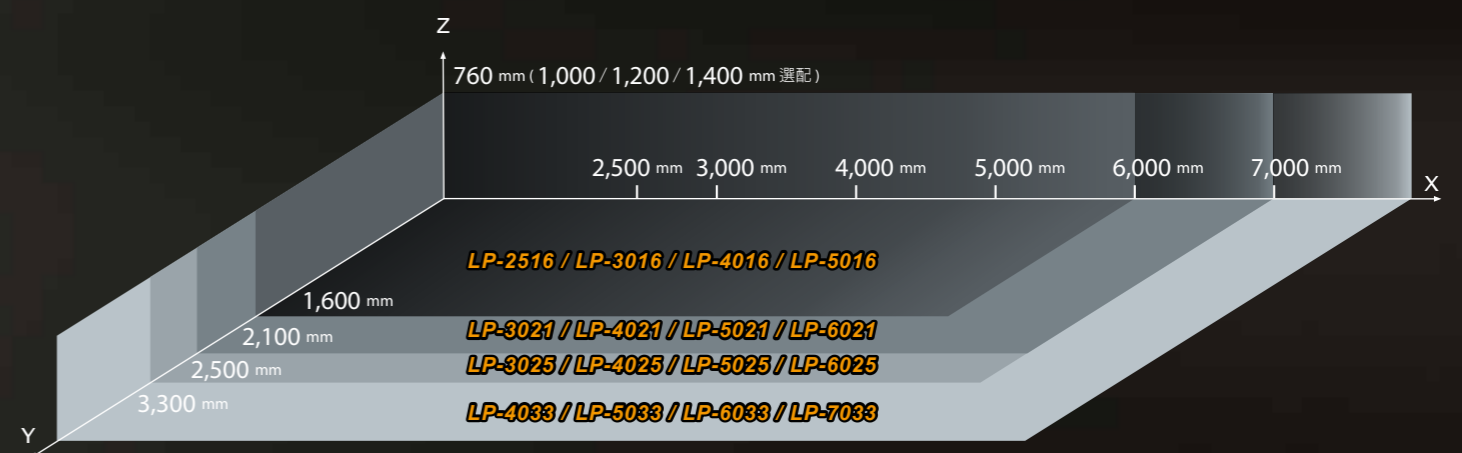 Z
760 mm ( 1,000 / 1,200 / 1,400 mm 選配 )
2,500 mm 3,000 mm 4,000 mm 5,000 mm 6,000 mm 7,000 mm
X
LP-2516 / LP-3016 / LP-4016 / LP-5016
1,600 mm
LP-3021 / LP-4021 / LP-5021 / LP-6021
2,100 mm
LP-3025 / LP-4025 / LP-5025 / LP-6025
2,500 mm
3,300 mm
LP-4033 / LP-5033 / LP-6033 / LP-7033
Y